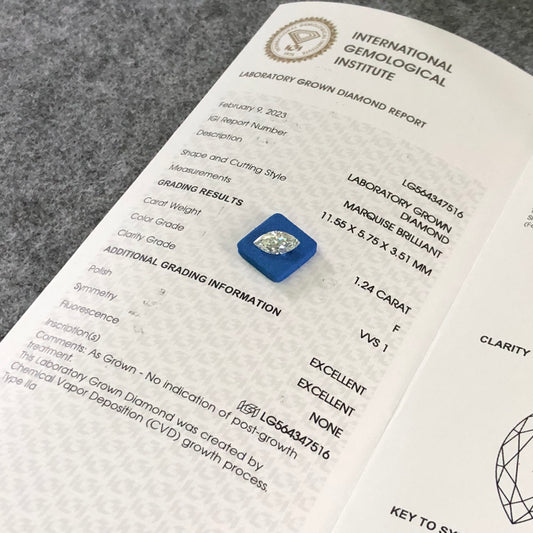 INTERNATIONAL
GEMOLOGICAL
INSTITUTE
LABORATORY GROWN DIAMOND REPORT
February 9, 2023
IGI Report Number LG564347516
Description LABORATORY GROWN
DIAMOND
Shape and Cutting Style MARQUISE BRILLIANT
Measurements 11.55 X 5.75 X 3.51 MM
GRADING RESULTS
Carat Weight 1.24 CARAT
Color Grade F
Clarity Grade VVS 1
ADDITIONAL GRADING INFORMATION
Polish EXCELLENT
Symmetry EXCELLENT
Fluorescence NONE
Inscription(s) IGI LG564347516
Comments: As Grown - No indication of post-growth
treatment
This Laboratory Grown Diamond was created by
Chemical Vapor Deposition (CVD) growth process.
Type IIa
CLARITY
KEY TO SY